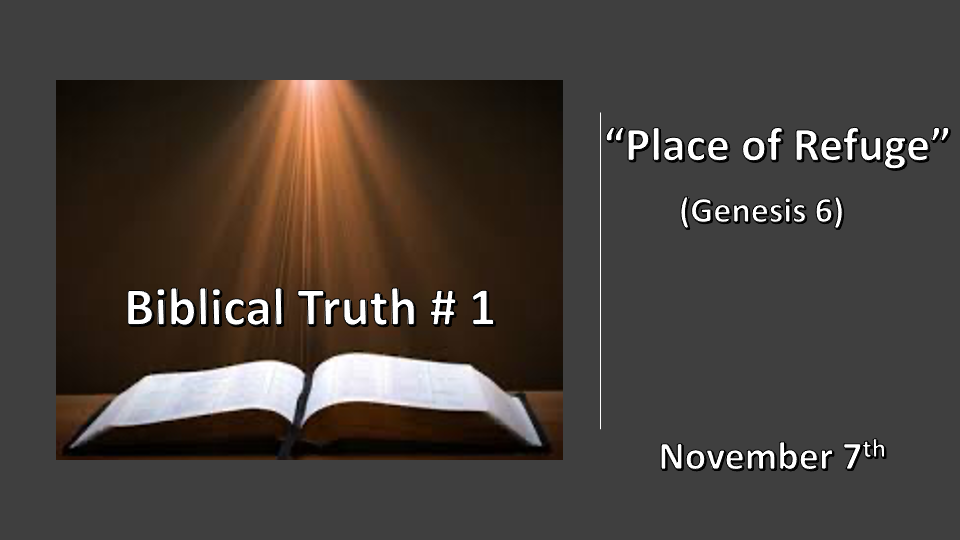 Biblical Truth # 1
“Place of Refuge”
(Genesis 6)
November 7th